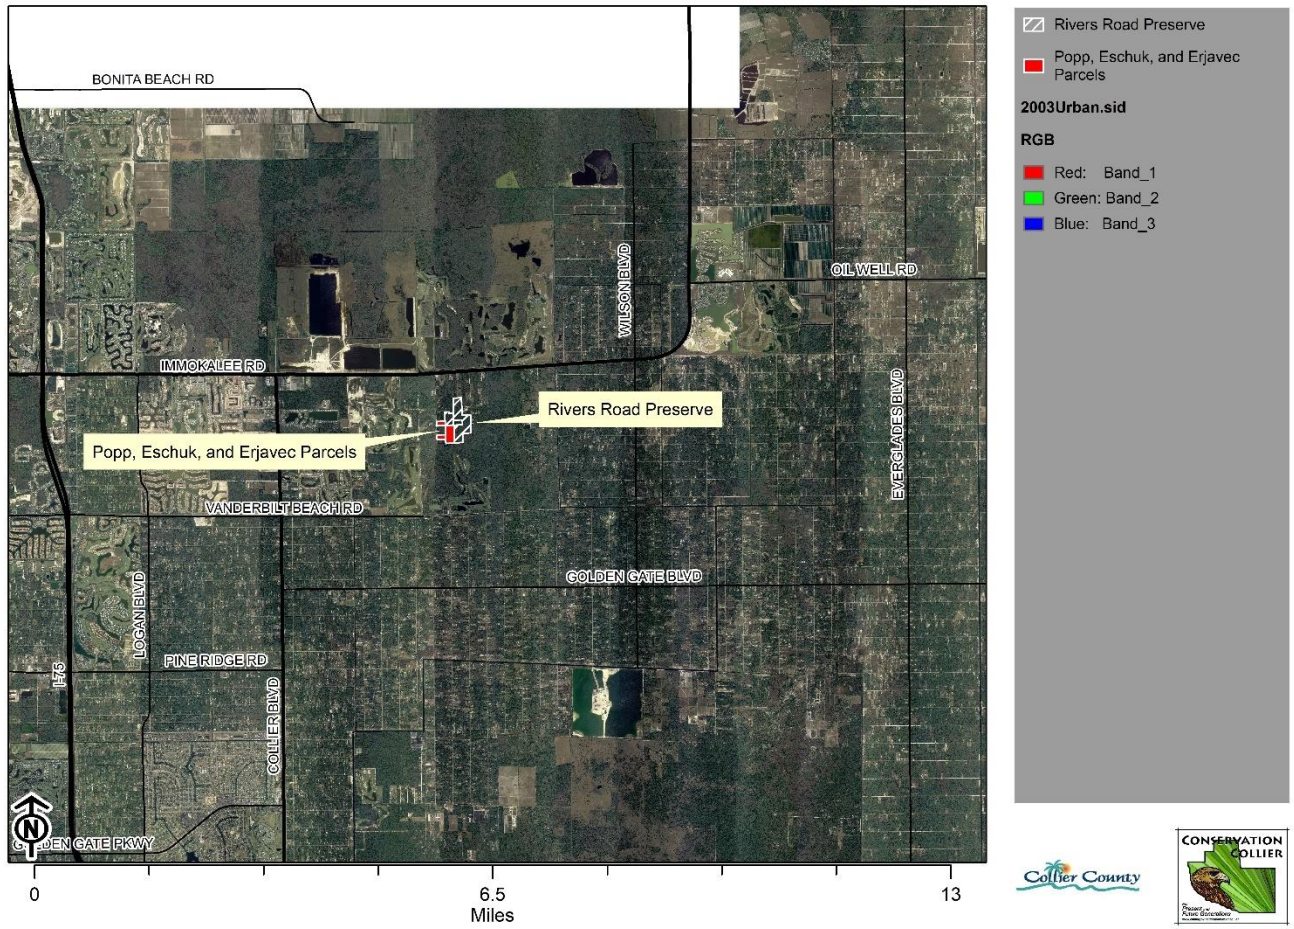 BONITA BEACH RD
WILSON BLVD
OIL WELL RD
IMMOKALEE RD
EVERGLADES BLVD
Rivers Road Preserve
Popp, Eschuk, and Erjavec Parcels
VANDERBILT BEACH RD
GOLDEN GATE BLVD
LOGAN BLVD
PINE RIDGE RD
I-75
COLLIER BLVD
N
GOLDEN GATE PKWY
0
6.5
13
Miles
Rivers Road Preserve
Popp, Eschuk, and Erjavec
Parcels
2003Urban.sid
RGB
Red: Band_1
Green: Band_2
Blue: Band_3
Collier County
CONSERVATION
COLLIER
Future Generations